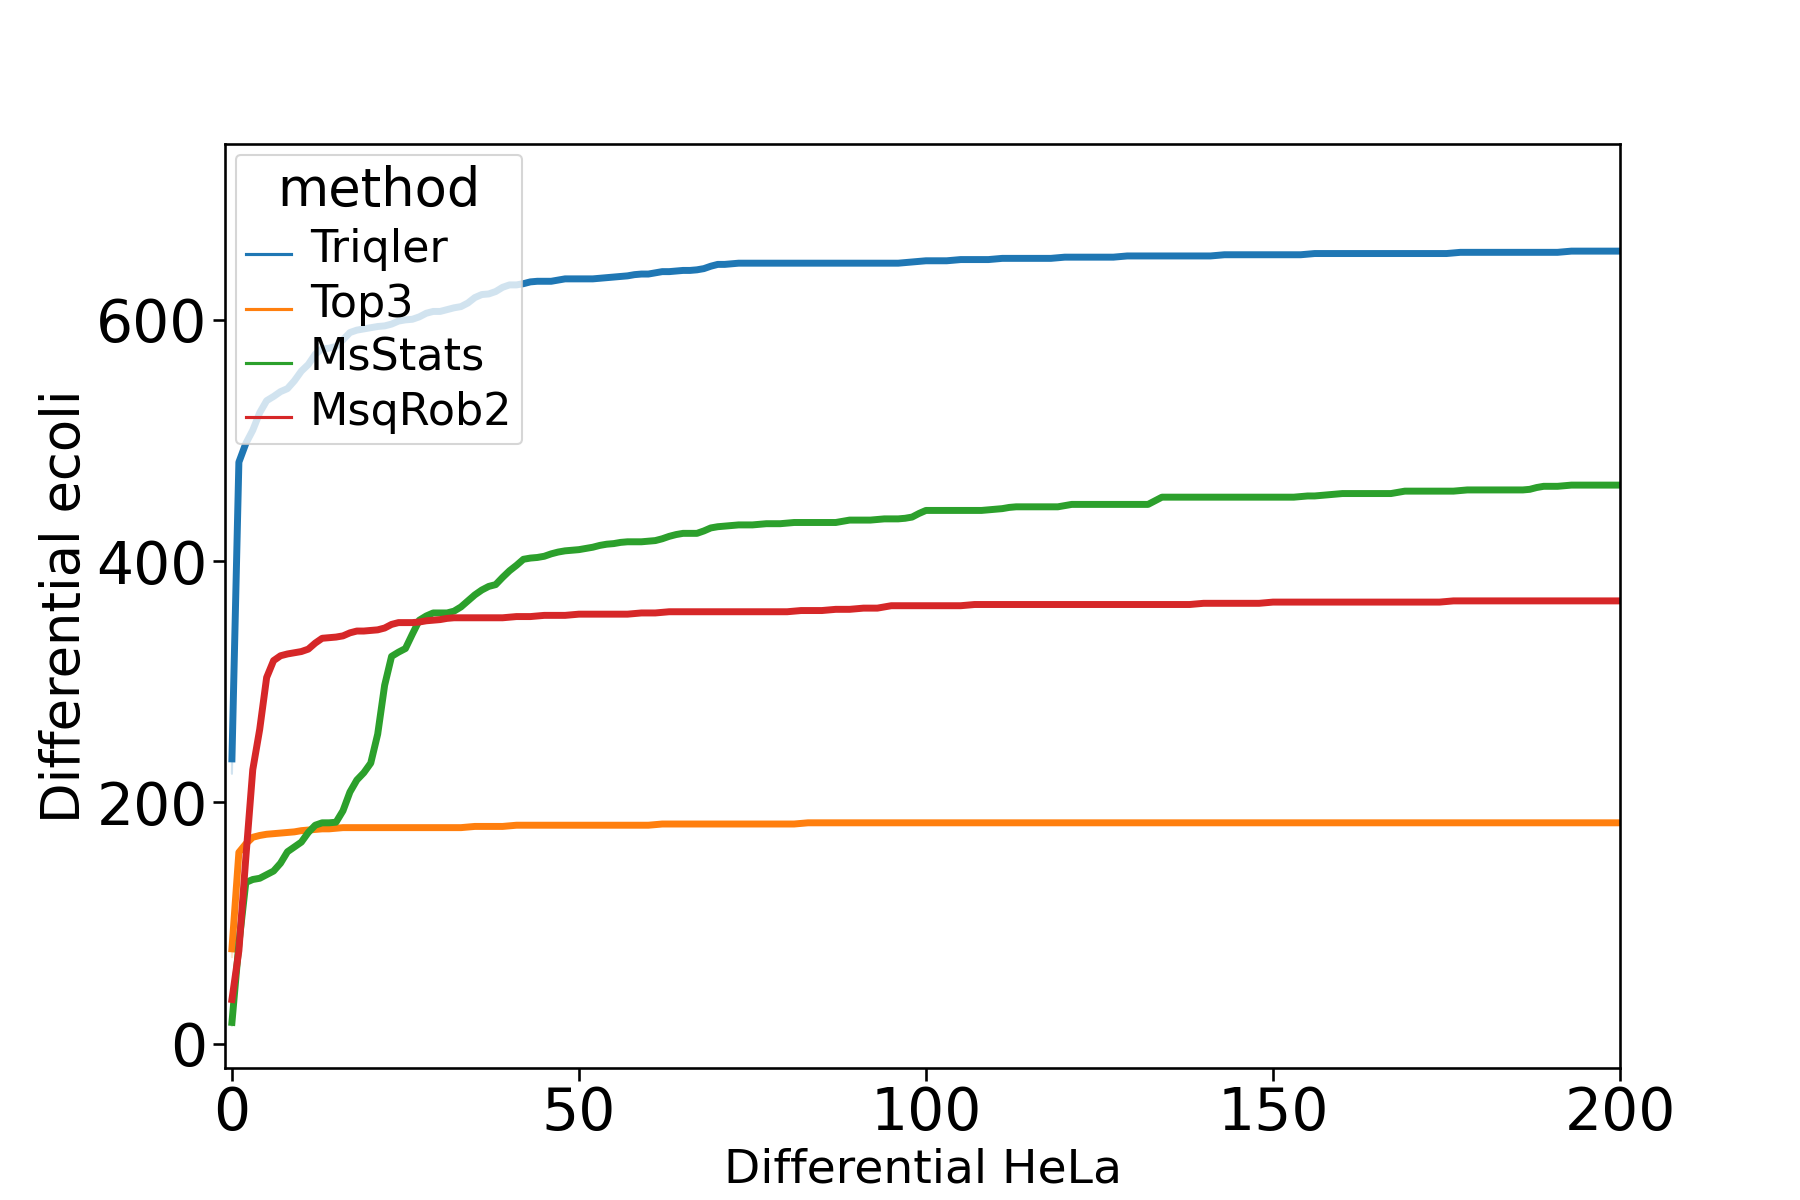 method
Triqler
Top3
MsStats
MsqRob2
Differential ecoli
600
400
200
0
0 50 100 150 200
Differential HeLa